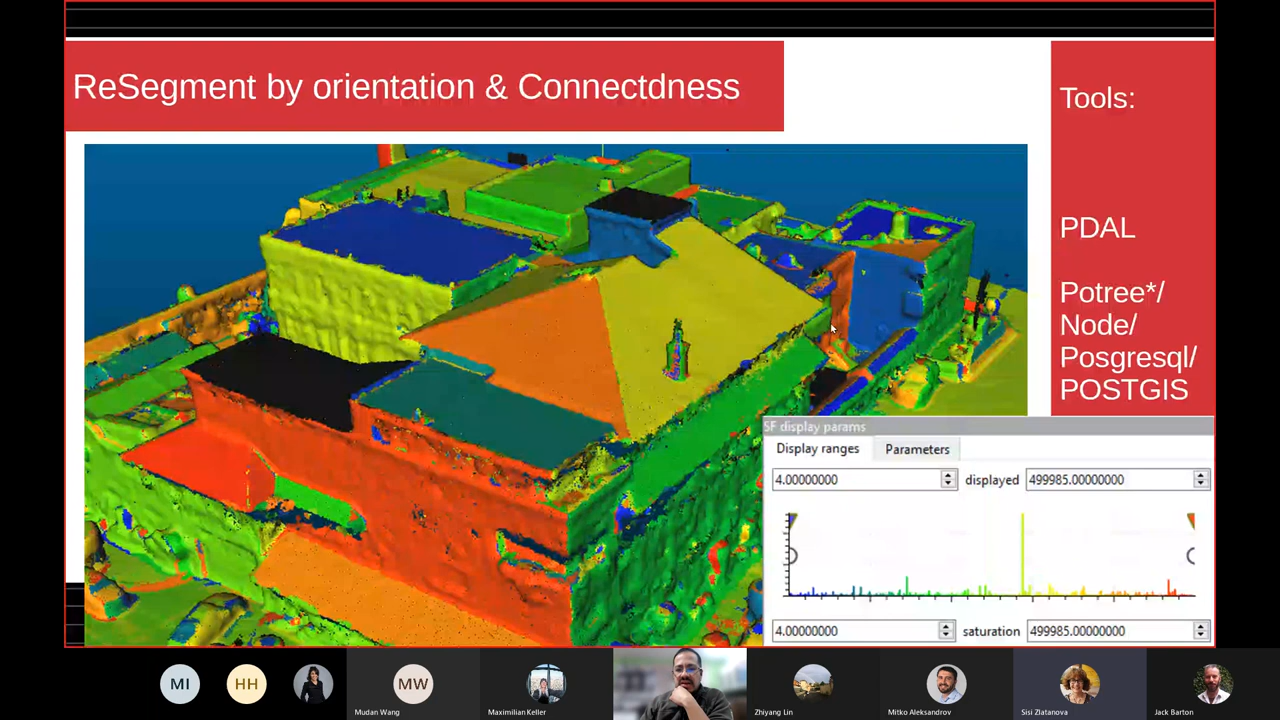 ReSegment by orientation & Connectdness
Tools:
PDAL
Potree*/
Node/
Posgresql/
POSTGIS
SF display params
Display ranges
Parameters
4.00000000
displayed
499985.00000000
4.00000000
saturation
499985.00000000
MI
HH
MW
Mudan Wang
Maximilian Keller
Zhiyang Lin
Mitko Aleksandrov
Sisi Zlatanova
Jack Barton